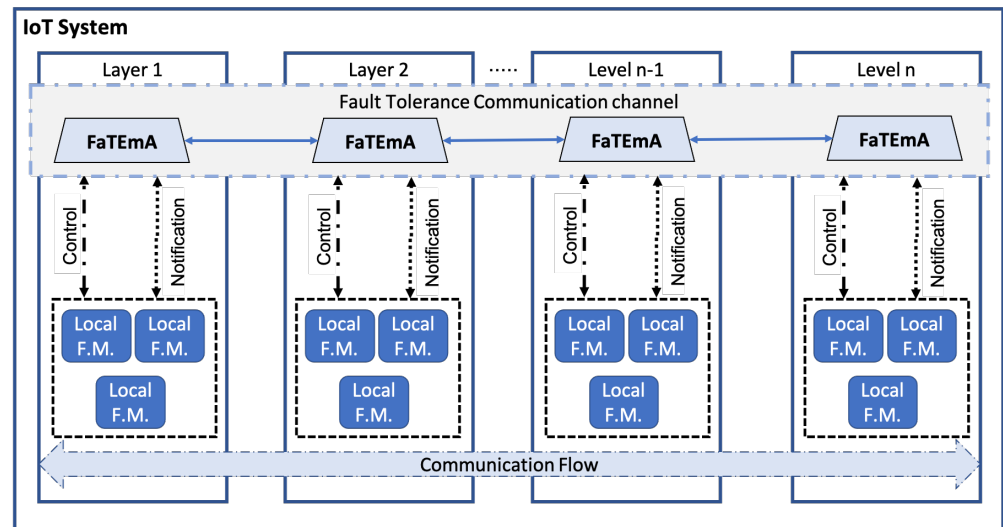 IoT System
Layer 1
Layer 2
.....
Level n-1
Level n
Fault Tolerance Communication channel
FaTEmA
FaTEmA
FaTEmA
FaTEmA
Control
Notification
Control
Notification
Control
Notification
Control
Notification
Local
F.M.
Local
F.M.
Local
F.M.
Local
F.M.
Local
F.M.
Local
F.M.
Local
F.M.
Local
F.M.
Local
F.M.
Local
F.M.
Local
F.M.
Local
F.M.
Communication Flow